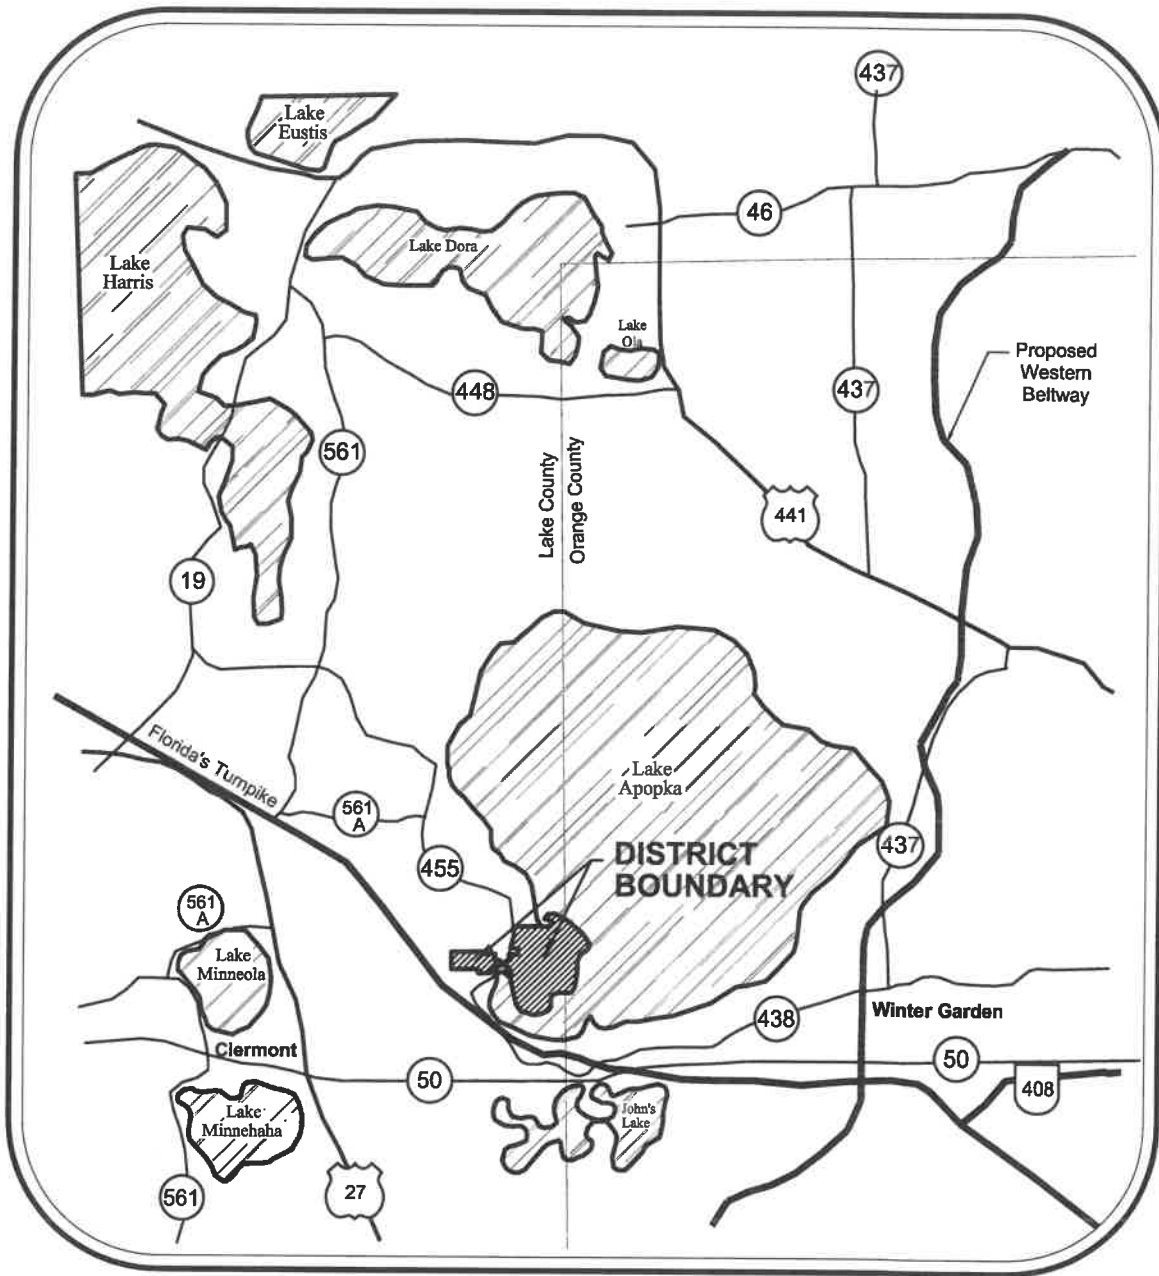 437
Lake
Eustis
46
Lake Dora
Lake
Harris
Lake
Ola
Proposed
Western
Beltway
448
437
561
Lake County
Orange County
441
19
Florida's Turnpike
Lake
Apopka
561
A
437
DISTRICT
BOUNDARY
455
561
A
Lake
Minneola
438
Winter Garden
Clermont
50
50
408
Lake
Minnehaha
John's
Lake
561
27